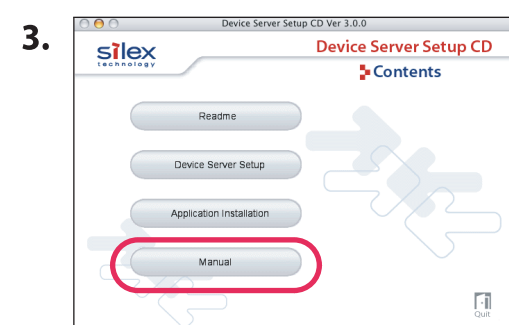 3.
Device Server Setup CD Ver 3.0.0
silex
technology
Device Server Setup CD
Contents
Readme
Device Server Setup
Application Installation
Manual
Quit